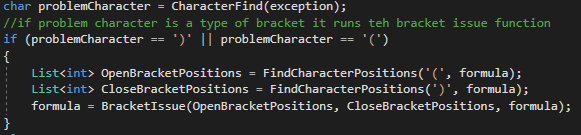 char problemCharacter = CharacterFind(exception);
//if problem character is a type of bracket it runs teh bracket issue function
if (problemCharacter == ')' || problemCharacter == '(')
{
    List<int> OpenBracketPositions = FindCharacterPositions('(', formula);
    List<int> CloseBracketPositions = FindCharacterPositions(')', formula);
    formula = BracketIssue(OpenBracketPositions, CloseBracketPositions, formula);
}